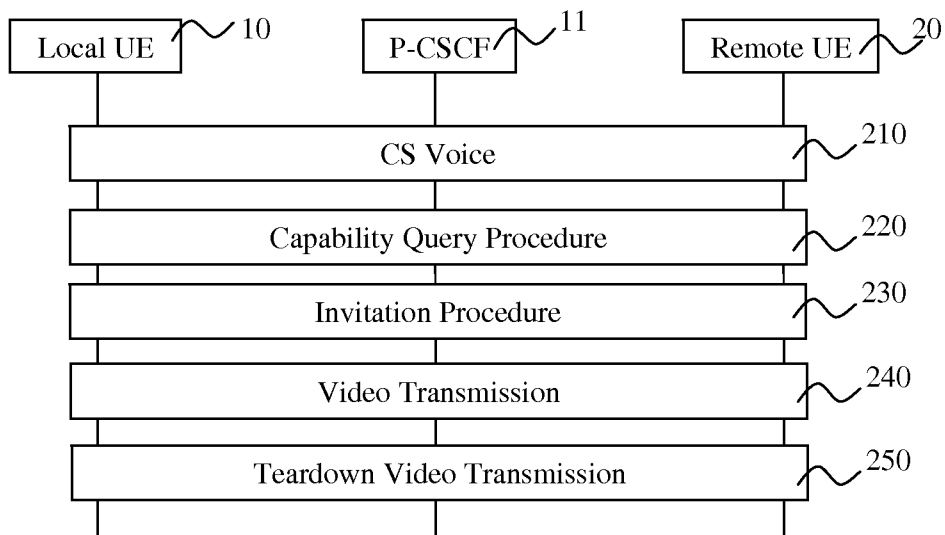 Local UE 10 P-CSCF 11 Remote UE 20
CS Voice 210
Capability Query Procedure 220
Invitation Procedure 230
Video Transmission 240
Teardown Video Transmission 250